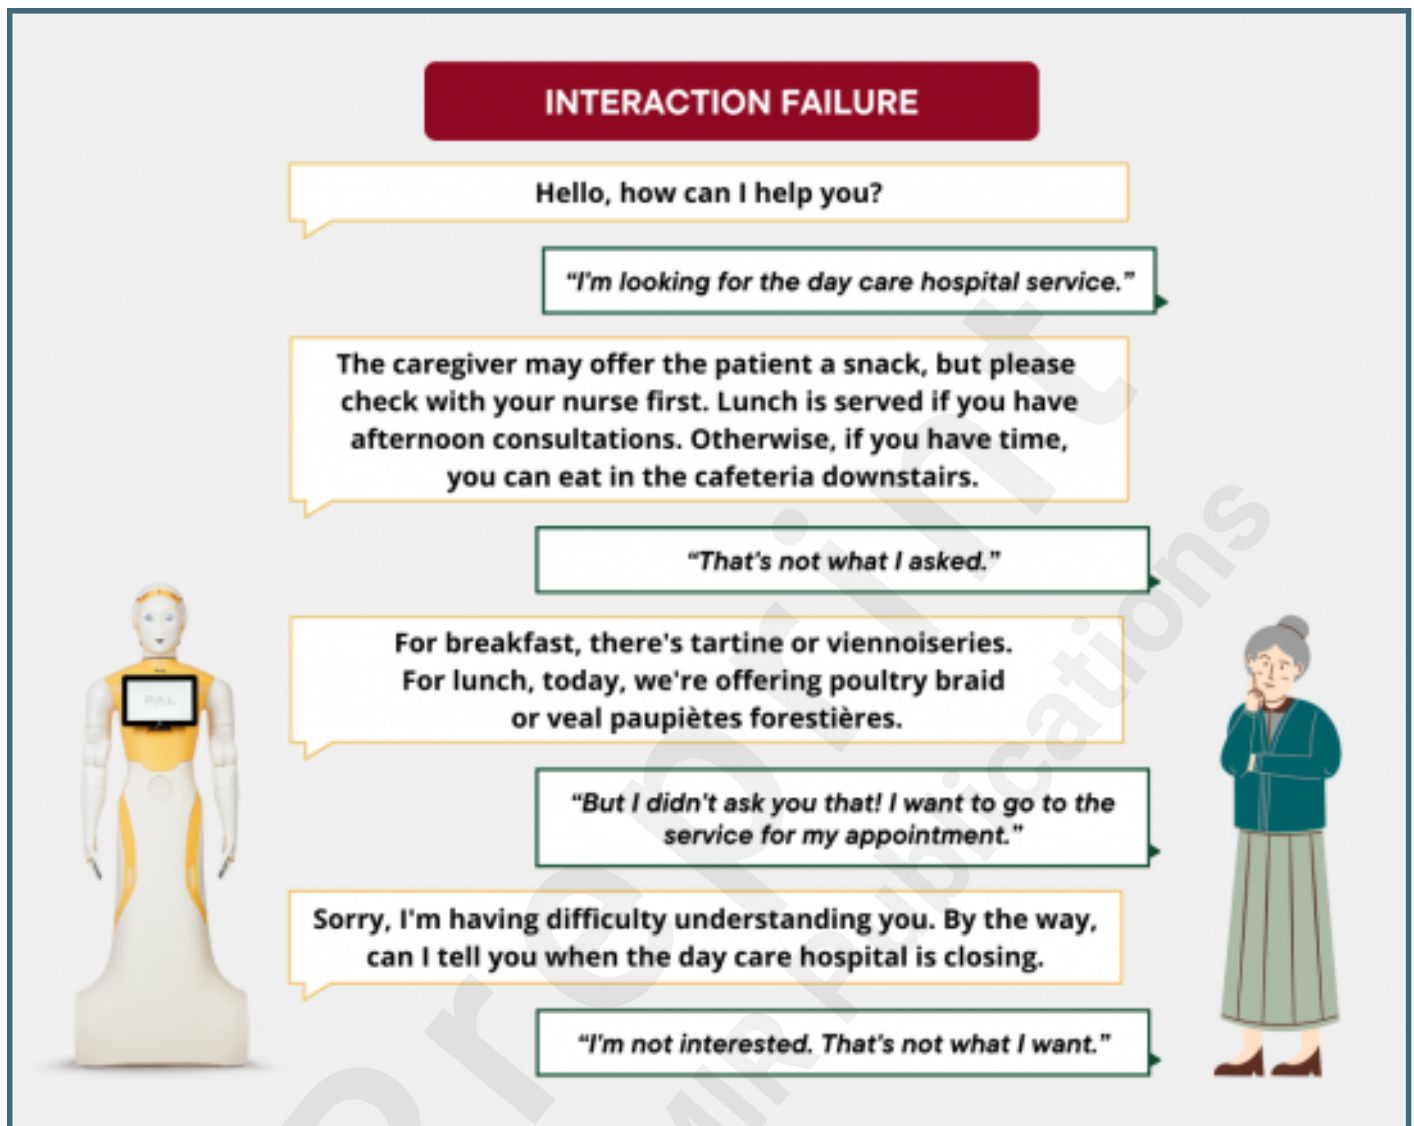 INTERACTION FAILURE
Hello, how can I help you?
“I'm looking for the day care hospital service.”
The caregiver may offer the patient a snack, but please
check with your nurse first. Lunch is served if you have
afternoon consultations. Otherwise, if you have time,
you can eat in the cafeteria downstairs.
“That's not what I asked.”
For breakfast, there's tartine or viennoiseries.
For lunch, today, we're offering poultry braid
or veal paupiètes forestières.
PAL
“But I didn't ask you that! I want to go to the
service for my appointment.”
Sorry, I'm having difficulty understanding you. By the way,
can I tell you when the day care hospital is closing.
“I'm not interested. That's not what I want.”
Preprint
JMIR Publications